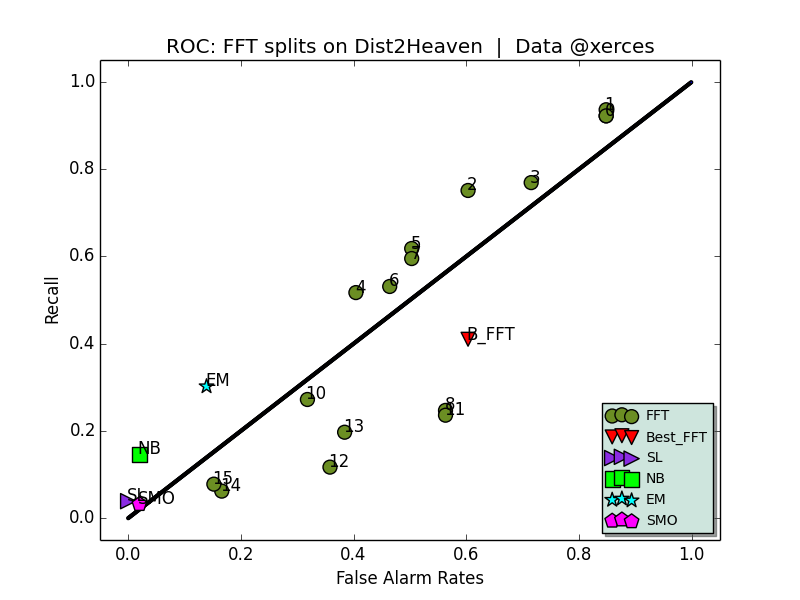 ROC: FFT splits on Dist2Heaven | Data @xerces
1.0
0.8
0.6
0.4
0.2
0.0
Recall
1
2
3
5
7
6
4
B_FFT
EM
10
8
11
13
NB
12
15
14
SL
SMO
FFT
Best_FFT
SL
NB
EM
SMO
0.0 0.2 0.4 0.6 0.8 1.0
False Alarm Rates